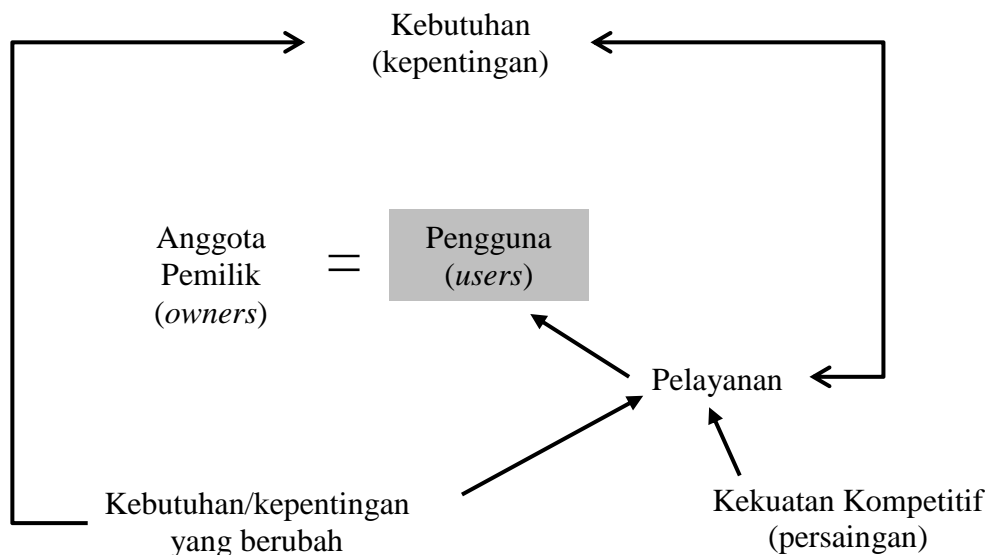 Kebutuhan
(kepentingan)
Anggota
Pemilik
(owners)
=
Pengguna
(users)
Pelayanan
Kebutuhan/kepentingan
yang berubah
Kekuatan Kompetitif
(persaingan)